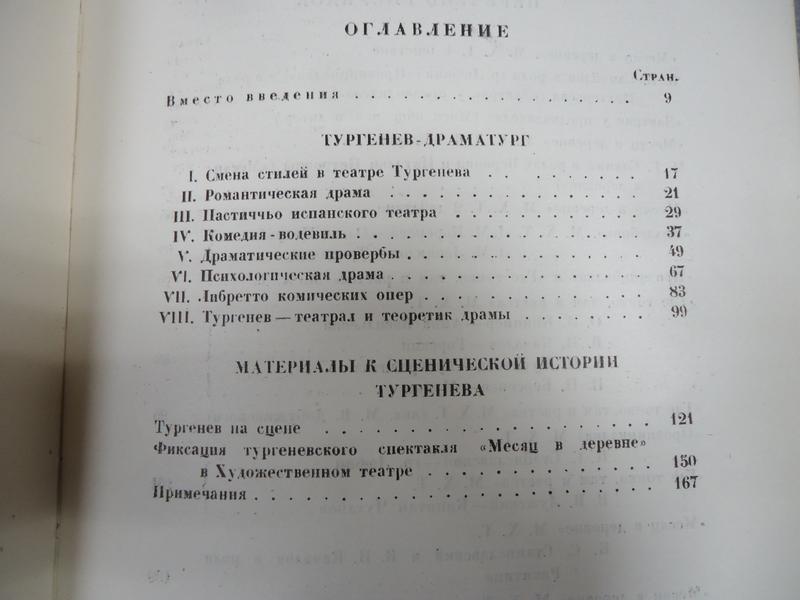 ОГЛАВЛЕНИЕ
Стран.
Вместо введения . . . . . . . . . . . . . . . . . 9
ТУРГЕНЕВ-ДРАМАТУРГ
I. Смена стилей в театре Тургенева . . . . . . . . 17
II. Романтическая драма . . . . . . . . . . . . . . 21
III. Пастиччьо испанского театра . . . . . . . . . . 29
IV. Комедия-водевиль . . . . . . . . . . . . . . . 37
V. Драматические провербы . . . . . . . . . . . . 49
VI. Психологическая драма . . . . . . . . . . . . . 67
VII. Либретто комических опер . . . . . . . . . . . 83
VIII. Тургенев — театрал и теоретик драмы . . . . . . 99
МАТЕРИАЛЫ К СЦЕНИЧЕСКОЙ ИСТОРИИ
ТУРГЕНЕВА
Тургенев на сцене . . . . . . . . . . . . . . . . . 121
Фиксация тургеневского спектакля «Месяц в деревне»
в Художественном театре . . . . . . . . . . . . 150
Примечания . . . . . . . . . . . . . . . . . . . . 167